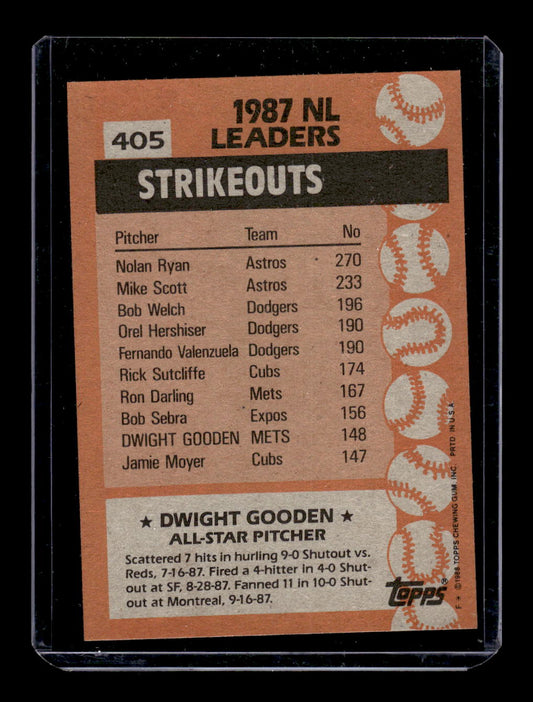 405
1987 NL
LEADERS
STRIKEOUTS
Pitcher Team No
Nolan Ryan Astros 270
Mike Scott Astros 233
Bob Welch Dodgers 196
Orel Hershiser Dodgers 190
Fernando Valenzuela Dodgers 190
Rick Sutcliffe Cubs 174
Ron Darling Mets 167
Bob Sebra Expos 156
DWIGHT GOODEN METS 148
Jamie Moyer Cubs 147
★ DWIGHT GOODEN ★
ALL-STAR PITCHER
Scattered 7 hits in hurling 9-0 Shutout vs.
Reds, 7-16-87. Fired a 4-hitter in 4-0 Shut-
out at SF, 8-28-87. Fanned 11 in 10-0 Shut-
out at Montreal, 9-16-87.
topps®
F * ©1988 TOPPS CHEWING GUM, INC. PRTD. IN U.S.A.